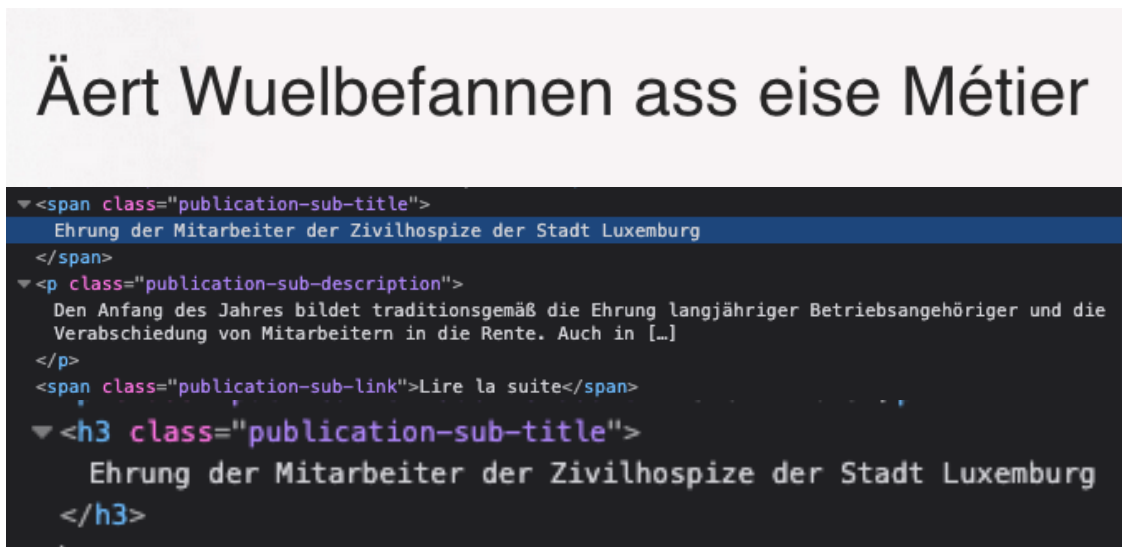 Äert Wuelbefannen ass eise Métier
▼<span class="publication-sub-title">
Ehrung der Mitarbeiter der Zivilhospize der Stadt Luxemburg
</span>
▼<p class="publication-sub-description">
Den Anfang des Jahres bildet traditionsgemäß die Ehrung langjähriger Betriebsangehöriger und die
Verabschiedung von Mitarbeitern in die Rente. Auch in […]
</p>
<span class="publication-sub-link">Lire la suite</span>
▼<h3 class="publication-sub-title">
Ehrung der Mitarbeiter der Zivilhospize der Stadt Luxemburg
</h3>